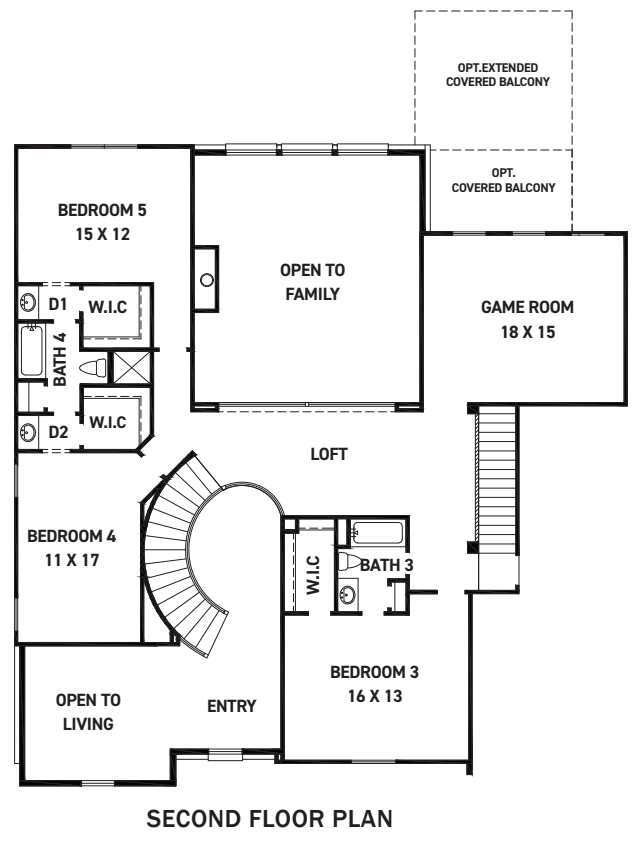 OPT.EXTENDED
COVERED BALCONY
OPT.
COVERED BALCONY
BEDROOM 5
15 X 12
OPEN TO
FAMILY
GAME ROOM
18 X 15
D1
W.I.C
BATH 4
W.I.C
D2
LOFT
BEDROOM 4
11 X 17
W.I.C
BATH 3
BEDROOM 3
16 X 13
OPEN TO
LIVING
ENTRY
SECOND FLOOR PLAN